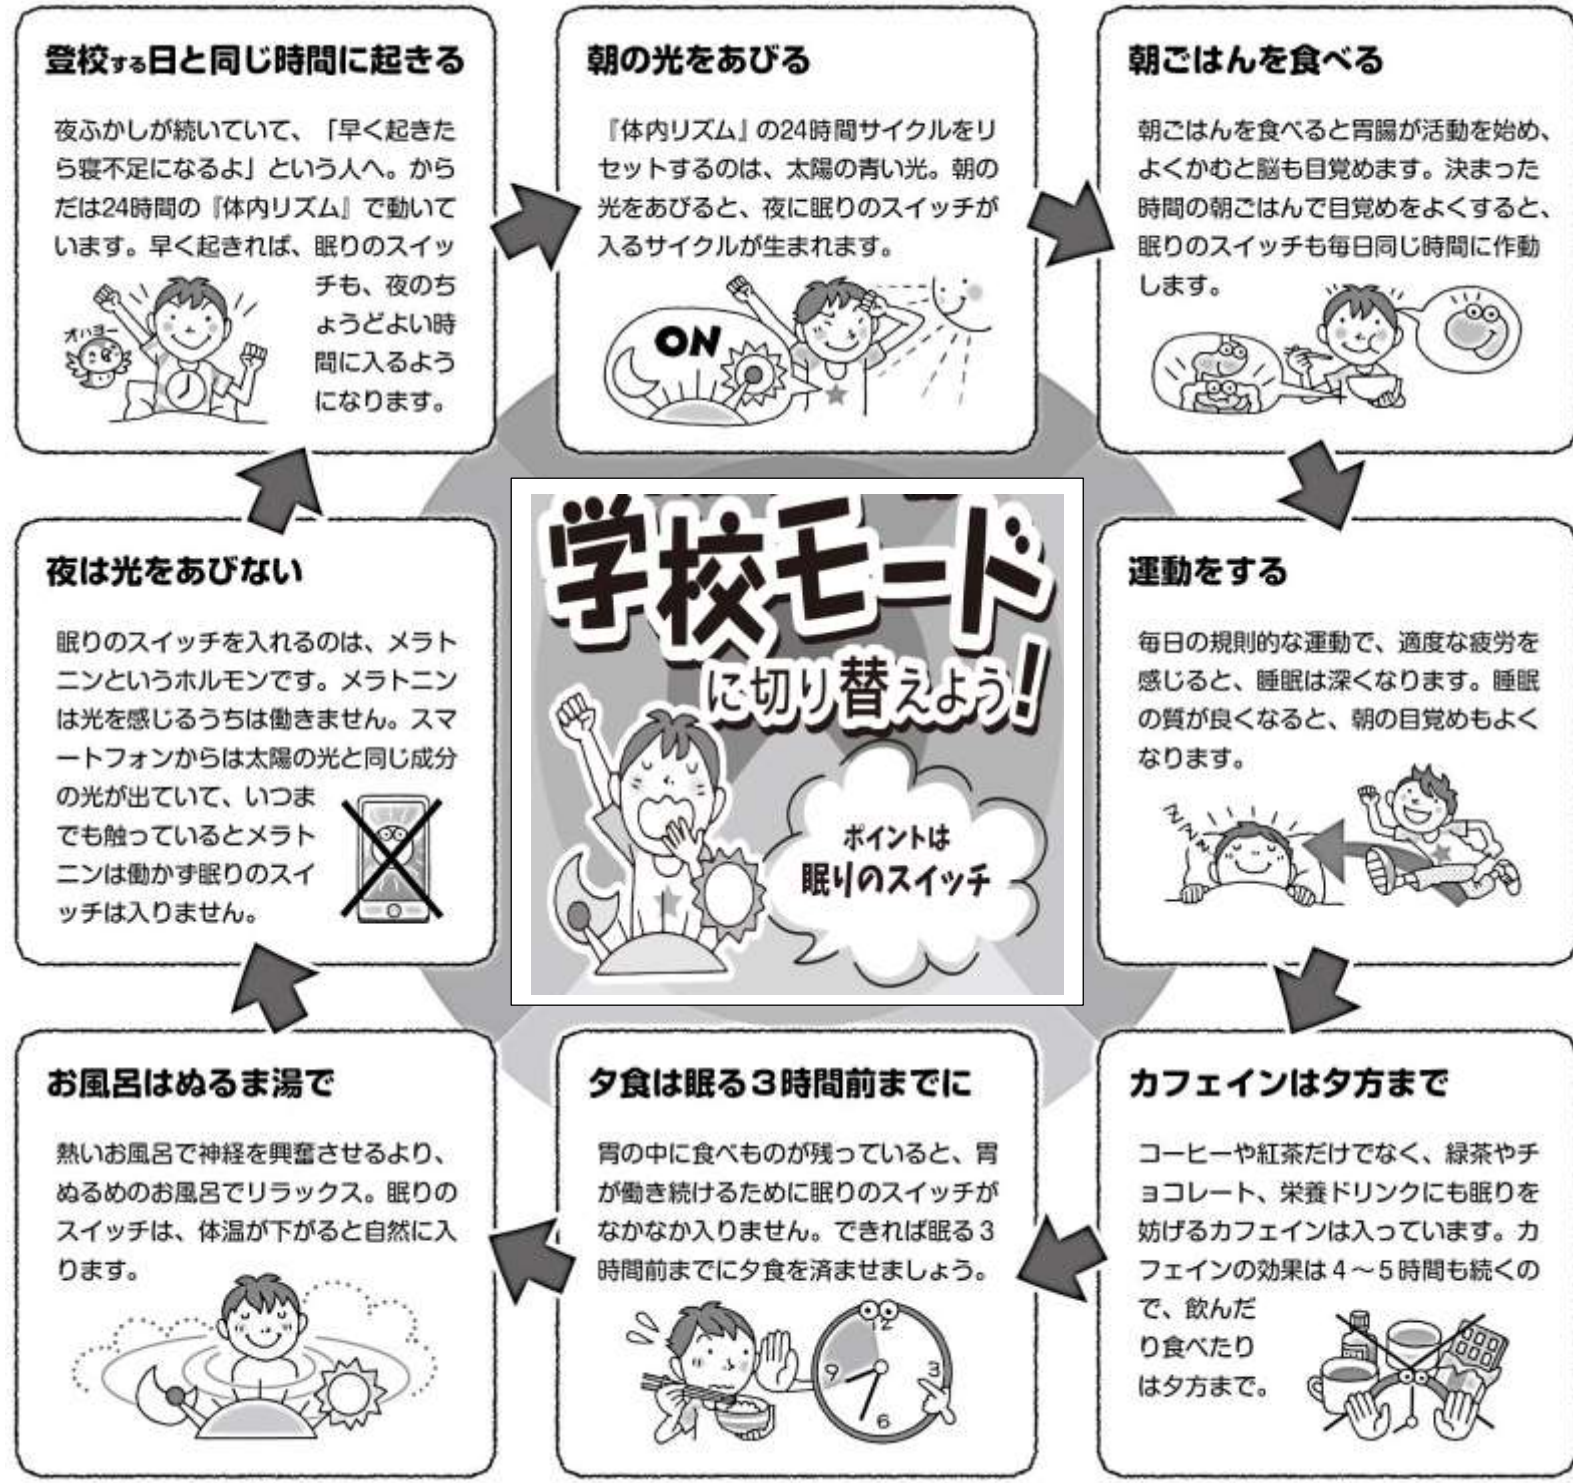 登校する日と同じ時間に起きる
夜ふかしが続いていて、「早く起きた
ら寝不足になるよ」という人へ。から
だは24時間の『体内リズム』で動いて
います。早く起きれば、眠りのスイッ
チも、夜のち
ょうどよい時
間に入るよう
になります。
オハヨー
朝の光をあびる
『体内リズム』の24時間サイクルをリ
セットするのは、太陽の青い光。朝の
光をあびると、夜に眠りのスイッチが
入るサイクルが生まれます。
ON
朝ごはんを食べる
朝ごはんを食べると胃腸が活動を始め、
よくかむと脳も目覚めます。決まった
時間の朝ごはんで目覚めをよくすると、
眠りのスイッチも毎日同じ時間に作動
します。
学校モード
に切り替えよう!
ポイントは
眠りのスイッチ
運動をする
毎日の規則的な運動で、適度な疲労を
感じると、睡眠は深くなります。睡眠
の質が良くなると、朝の目覚めもよく
なります。
ZZZZ
カフェインは夕方まで
コーヒーや紅茶だけでなく、緑茶やチ
ョコレート、栄養ドリンクにも眠りを
妨げるカフェインは入っています。カ
フェインの効果は4～5時間も続くの
で、飲んだ
り食べたり
は夕方まで。
夕食は眠る3時間前までに
胃の中に食べものが残っていると、胃
が働き続けるために眠りのスイッチが
なかなか入りません。できれば眠る3
時間前までに夕食を済ませましょう。
12
9
3
6
お風呂はぬるま湯で
熱いお風呂で神経を興奮させるより、
ぬるめのお風呂でリラックス。眠りの
スイッチは、体温が下がると自然に入
ります。
夜は光をあびない
眠りのスイッチを入れるのは、メラト
ニンというホルモンです。メラトニン
は光を感じるうちは働きません。スマ
ートフォンからは太陽の光と同じ成分
の光が出ていて、いつま
でも触っているとメラト
ニンは働かず眠りのスイ
ッチは入りません。